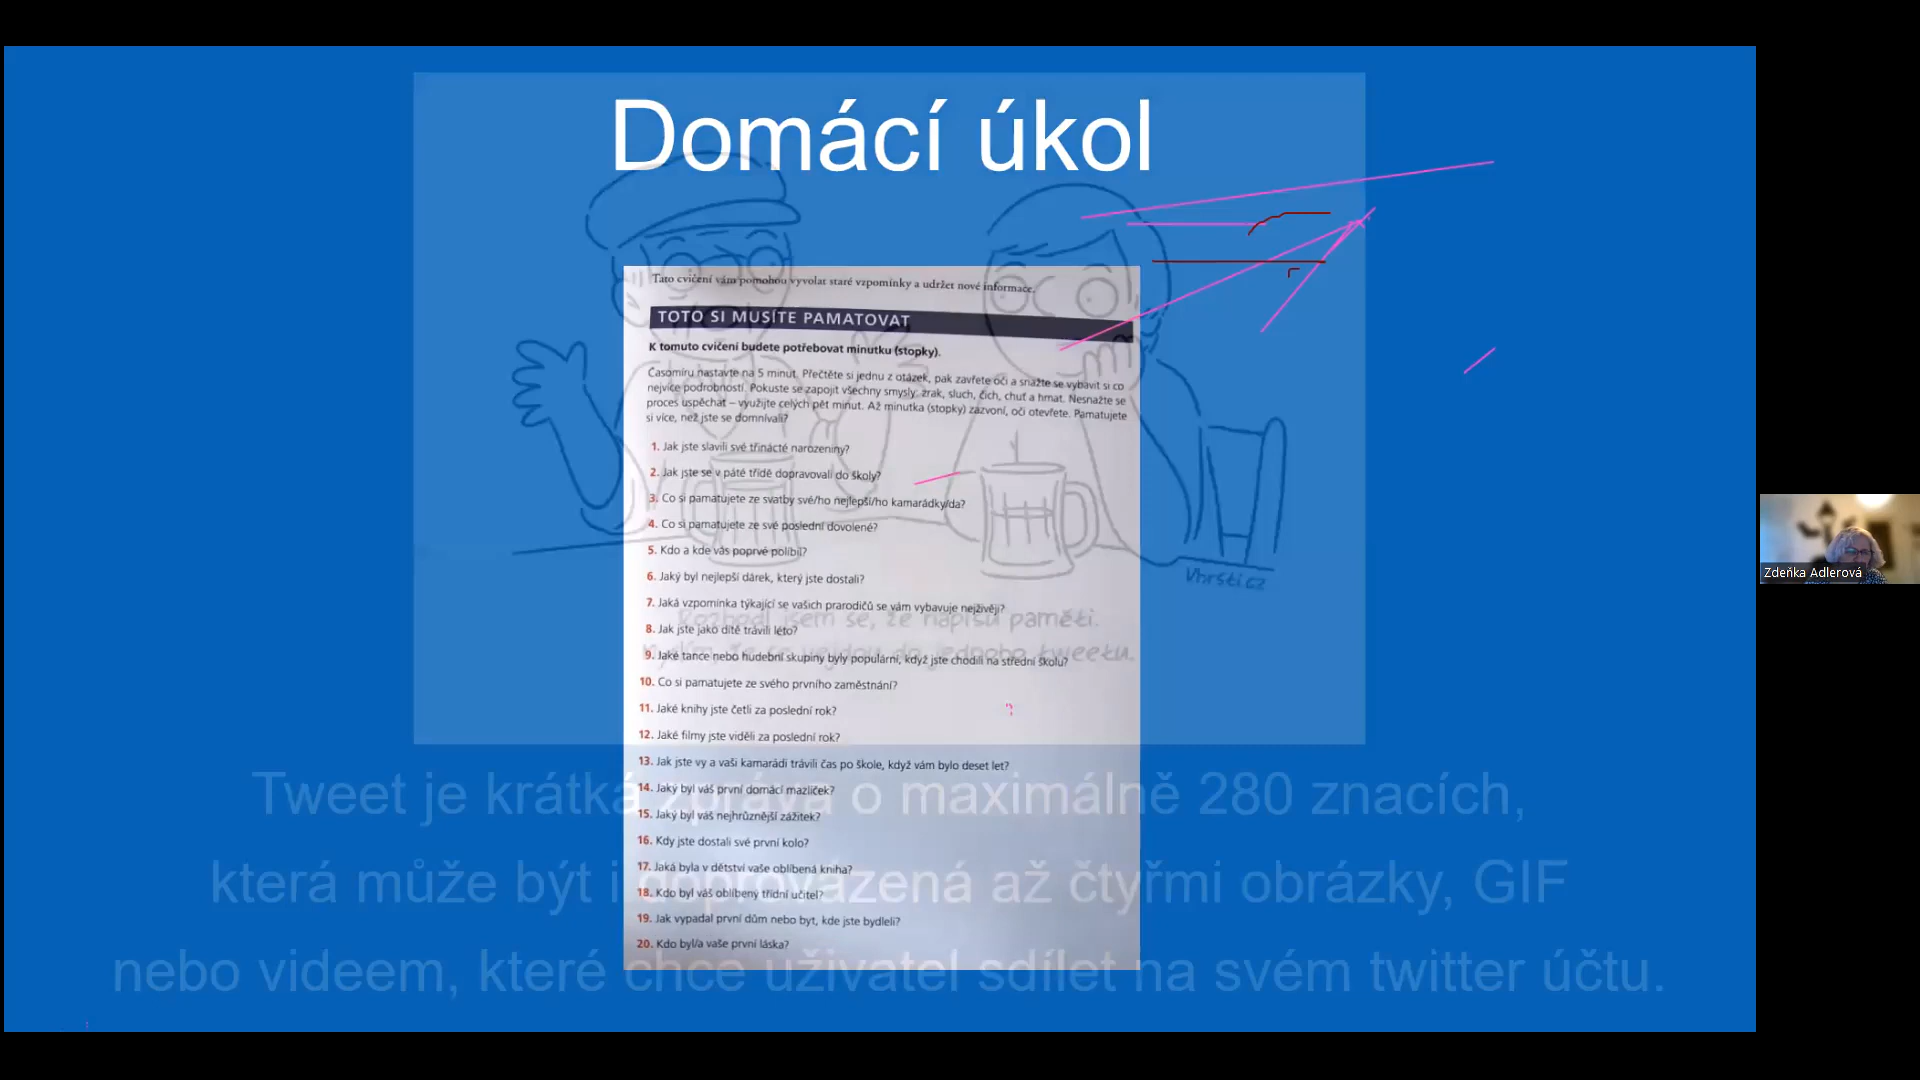 Domácí úkol
Tato cvičení vám pomohou vyvolat staré vzpomínky a udržet nové informace.
TOTO SI MUSÍTE PAMATOVAT
K tomuto cvičení budete potřebovat minutku (stopky).
Časomíru nastavte na 5 minut. Přečtěte si jednu z otázek, pak zavřete oči a snažte se vybavit si co
nejvíce podrobností. Pokuste se zapojit všechny smysly: zrak, sluch, čich, chuť a hmat. Nesnažte se
proces uspěchat – využijte celých pět minut. Až minutka (stopky) zazvoní, oči otevřete. Pamatujete
si více, než jste se domnívali?
1. Jak jste slavili své třinácté narozeniny?
2. Jak jste se v páté třídě dopravovali do školy?
3. Co si pamatujete ze svatby své/ho nejlepší/ho kamarádky/da?
4. Co si pamatujete ze své poslední dovolené?
5. Kdo a kde vás poprvé políbil?
6. Jaký byl nejlepší dárek, který jste dostali?
7. Jaká vzpomínka týkající se vašich prarodičů se vám vybavuje nejživěji?
8. Jak jste jako dítě trávili léto?
9. Jaké tance nebo hudební skupiny byly populární, když jste chodili na střední školu?
10. Co si pamatujete ze svého prvního zaměstnání?
11. Jaké knihy jste četli za poslední rok?
12. Jaké filmy jste viděli za poslední rok?
13. Jak jste vy a vaši kamarádi trávili čas po škole, když vám bylo deset let?
14. Jaký byl váš první domácí mazlíček?
15. Jaký byl váš nejhrůznější zážitek?
16. Kdy jste dostali své první kolo?
17. Jaká byla v dětství vaše oblíbená kniha?
18. Kdo byl váš oblíbený třídní učitel?
19. Jak vypadal první dům nebo byt, kde jste bydleli?
20. Kdo byl/a vaše první láska?
Vhrsti.cz
Rozhodl jsem se, že napíšu paměti.
že se vejdou do jednoho tweetu.
Tweet je krátká zpráva o maximálně 280 znacích,
která může být i doprovázená až čtyřmi obrázky, GIF
nebo videem, které chce uživatel sdílet na svém twitter účtu.
Zdeňka Adlerová